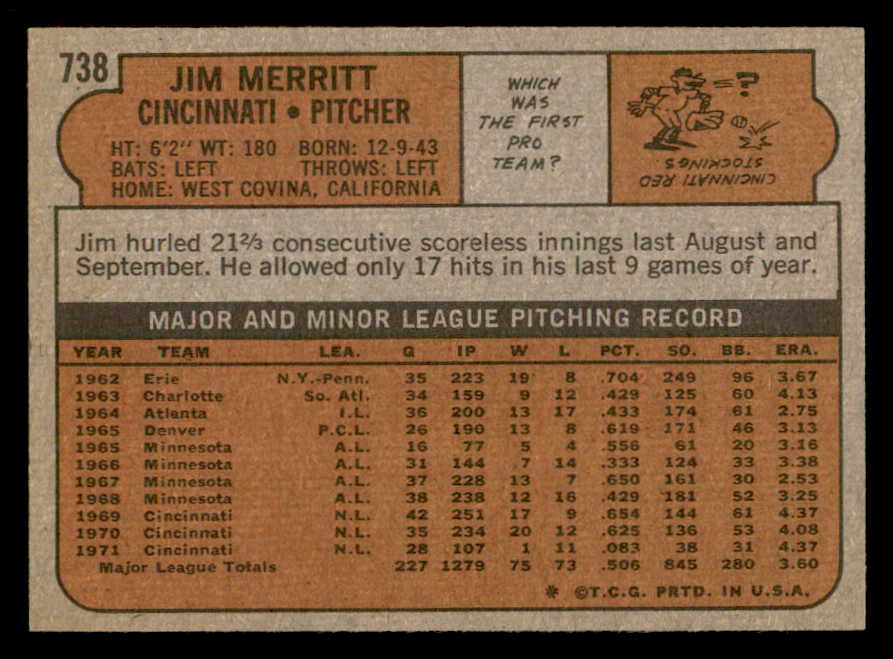 738
JIM MERRITT
CINCINNATI • PITCHER
HT: 6'2" WT: 180 BORN: 12-9-43
BATS: LEFT THROWS: LEFT
HOME: WEST COVINA, CALIFORNIA
WHICH
WAS
THE FIRST
PRO
TEAM?
?
CINCINNATI RED
STOCKINGS.
Jim hurled 21⅔ consecutive scoreless innings last August and
September. He allowed only 17 hits in his last 9 games of year.
MAJOR AND MINOR LEAGUE PITCHING RECORD
YEAR TEAM LEA. G IP W L PCT. SO. BB. ERA.
1962 Erie N.Y.-Penn. 35 223 19 8 .704 249 96 3.67
1963 Charlotte So. Atl. 34 159 9 12 .429 125 60 4.13
1964 Atlanta I.L. 36 200 13 17 .433 174 61 2.75
1965 Denver P.C.L. 26 190 13 8 .619 171 46 3.13
1965 Minnesota A.L. 16 77 5 4 .556 61 20 3.16
1966 Minnesota A.L. 31 144 7 14 .333 124 33 3.38
1967 Minnesota A.L. 37 228 13 7 .650 161 30 2.53
1968 Minnesota A.L. 38 238 12 16 .429 181 52 3.25
1969 Cincinnati N.L. 42 251 17 9 .654 144 61 4.37
1970 Cincinnati N.L. 35 234 20 12 .625 136 53 4.08
1971 Cincinnati N.L. 28 107 1 11 .083 38 31 4.37
Major League Totals 227 1279 75 73 .506 845 280 3.60
* ©T.C.G. PRTD. IN U.S.A.